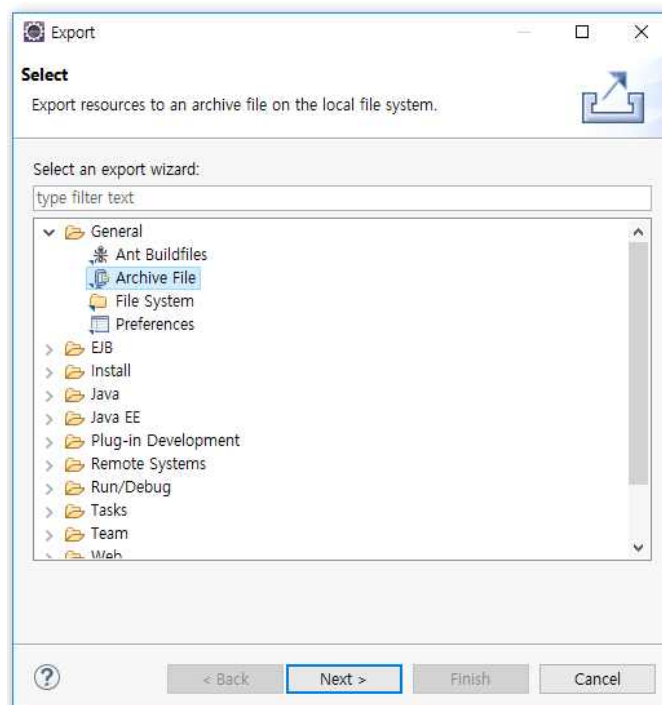 Export
Select
Export resources to an archive file on the local file system.
Select an export wizard:
type filter text
General
Ant Buildfiles
Archive File
File System
Preferences
EJB
Install
Java
Java EE
Plug-in Development
Remote Systems
Run/Debug
Tasks
Team
Web
?
< Back
Next >
Finish
Cancel